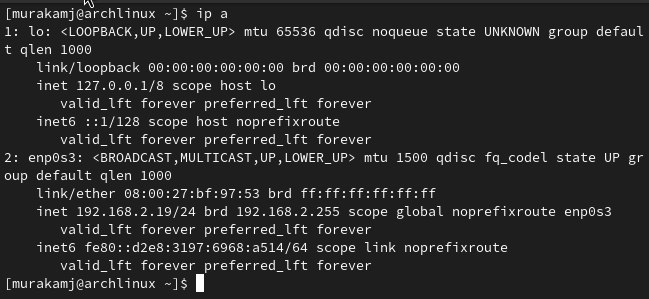 [murakamj@archlinux ~]$ ip a
1: lo: <LOOPBACK,UP,LOWER_UP> mtu 65536 qdisc noqueue state UNKNOWN group defaul
t qlen 1000
    link/loopback 00:00:00:00:00:00 brd 00:00:00:00:00:00
    inet 127.0.0.1/8 scope host lo
       valid_lft forever preferred_lft forever
    inet6 ::1/128 scope host noprefixroute
       valid_lft forever preferred_lft forever
2: enp0s3: <BROADCAST,MULTICAST,UP,LOWER_UP> mtu 1500 qdisc fq_codel state UP gr
oup default qlen 1000
    link/ether 08:00:27:bf:97:53 brd ff:ff:ff:ff:ff:ff
    inet 192.168.2.19/24 brd 192.168.2.255 scope global noprefixroute enp0s3
       valid_lft forever preferred_lft forever
    inet6 fe80::d2e8:3197:6968:a514/64 scope link noprefixroute
       valid_lft forever preferred_lft forever
[murakamj@archlinux ~]$